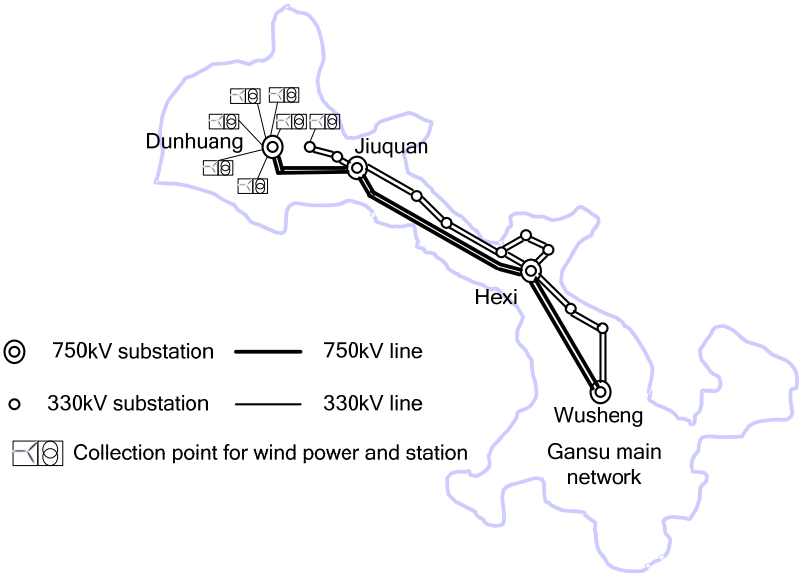 Dunhuang
Jiuquan
Hexi
750kV substation
750kV line
330kV substation
330kV line
Wusheng
Collection point for wind power and station
Gansu main
network